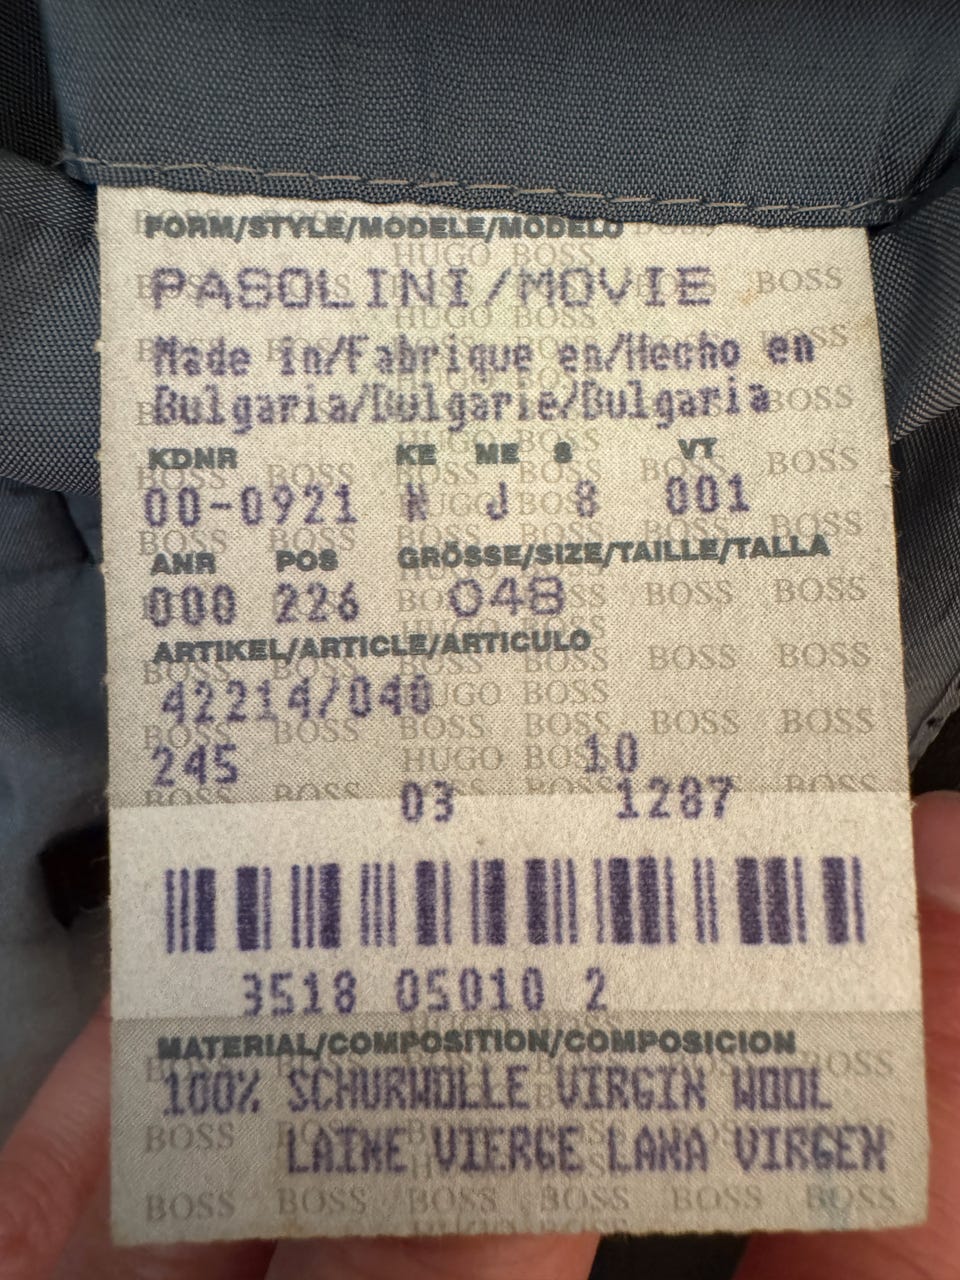 FORM/STYLE/MODELE/MODELO
PASOLINI/MOVIE
Made in/Fabrique en/Hecho en
Bulgaria/Bulgarie/Bulgaria
KDNR KE ME S VT
00-0921 N J 8 001
ANR POS GRÖSSE/SIZE/TAILLE/TALLA
000 226 048
ARTIKEL/ARTICLE/ARTICULO
42214/040
245 10
03 1287
3518 05010 2
MATERIAL/COMPOSITION/COMPOSICION
100% SCHURWOLLE VIRGIN WOOL
LAINE VIERGE LANA VIRGEN